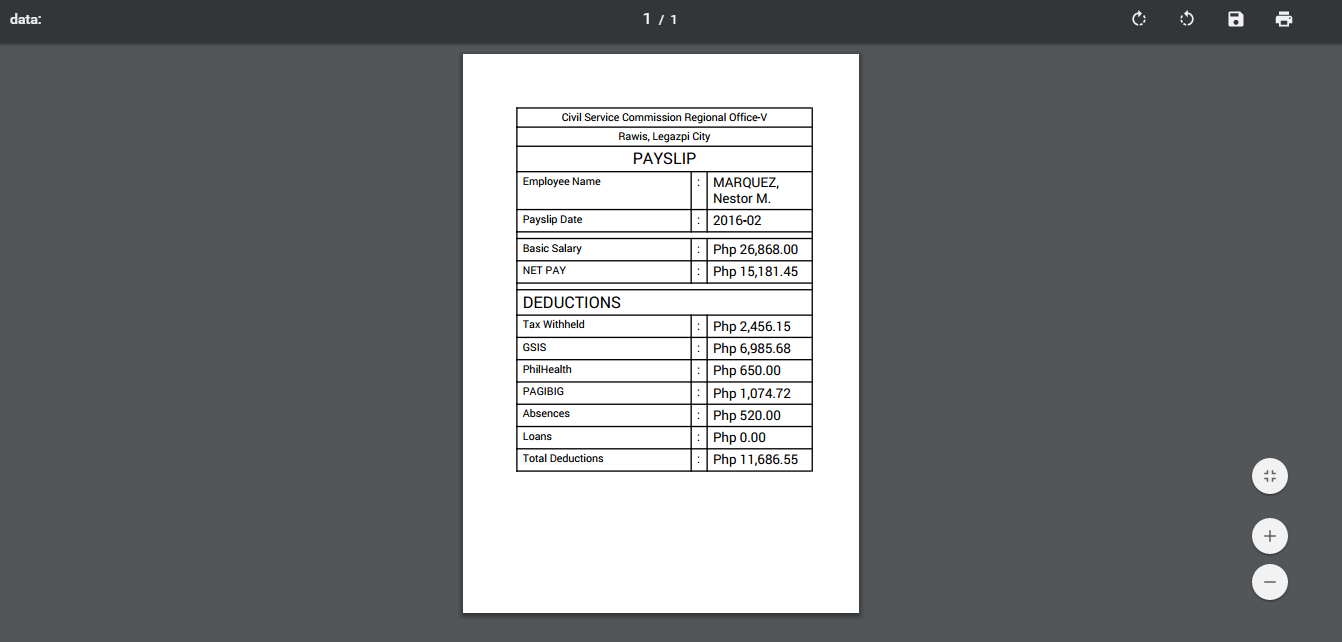 data:
1 / 1
Civil Service Commission Regional Office-V
Rawis, Legazpi City
PAYSLIP
Employee Name : MARQUEZ,
Nestor M.
Payslip Date : 2016-02
Basic Salary : Php 26,868.00
NET PAY : Php 15,181.45
DEDUCTIONS
Tax Withheld : Php 2,456.15
GSIS : Php 6,985.68
PhilHealth : Php 650.00
PAGIBIG : Php 1,074.72
Absences : Php 520.00
Loans : Php 0.00
Total Deductions : Php 11,686.55